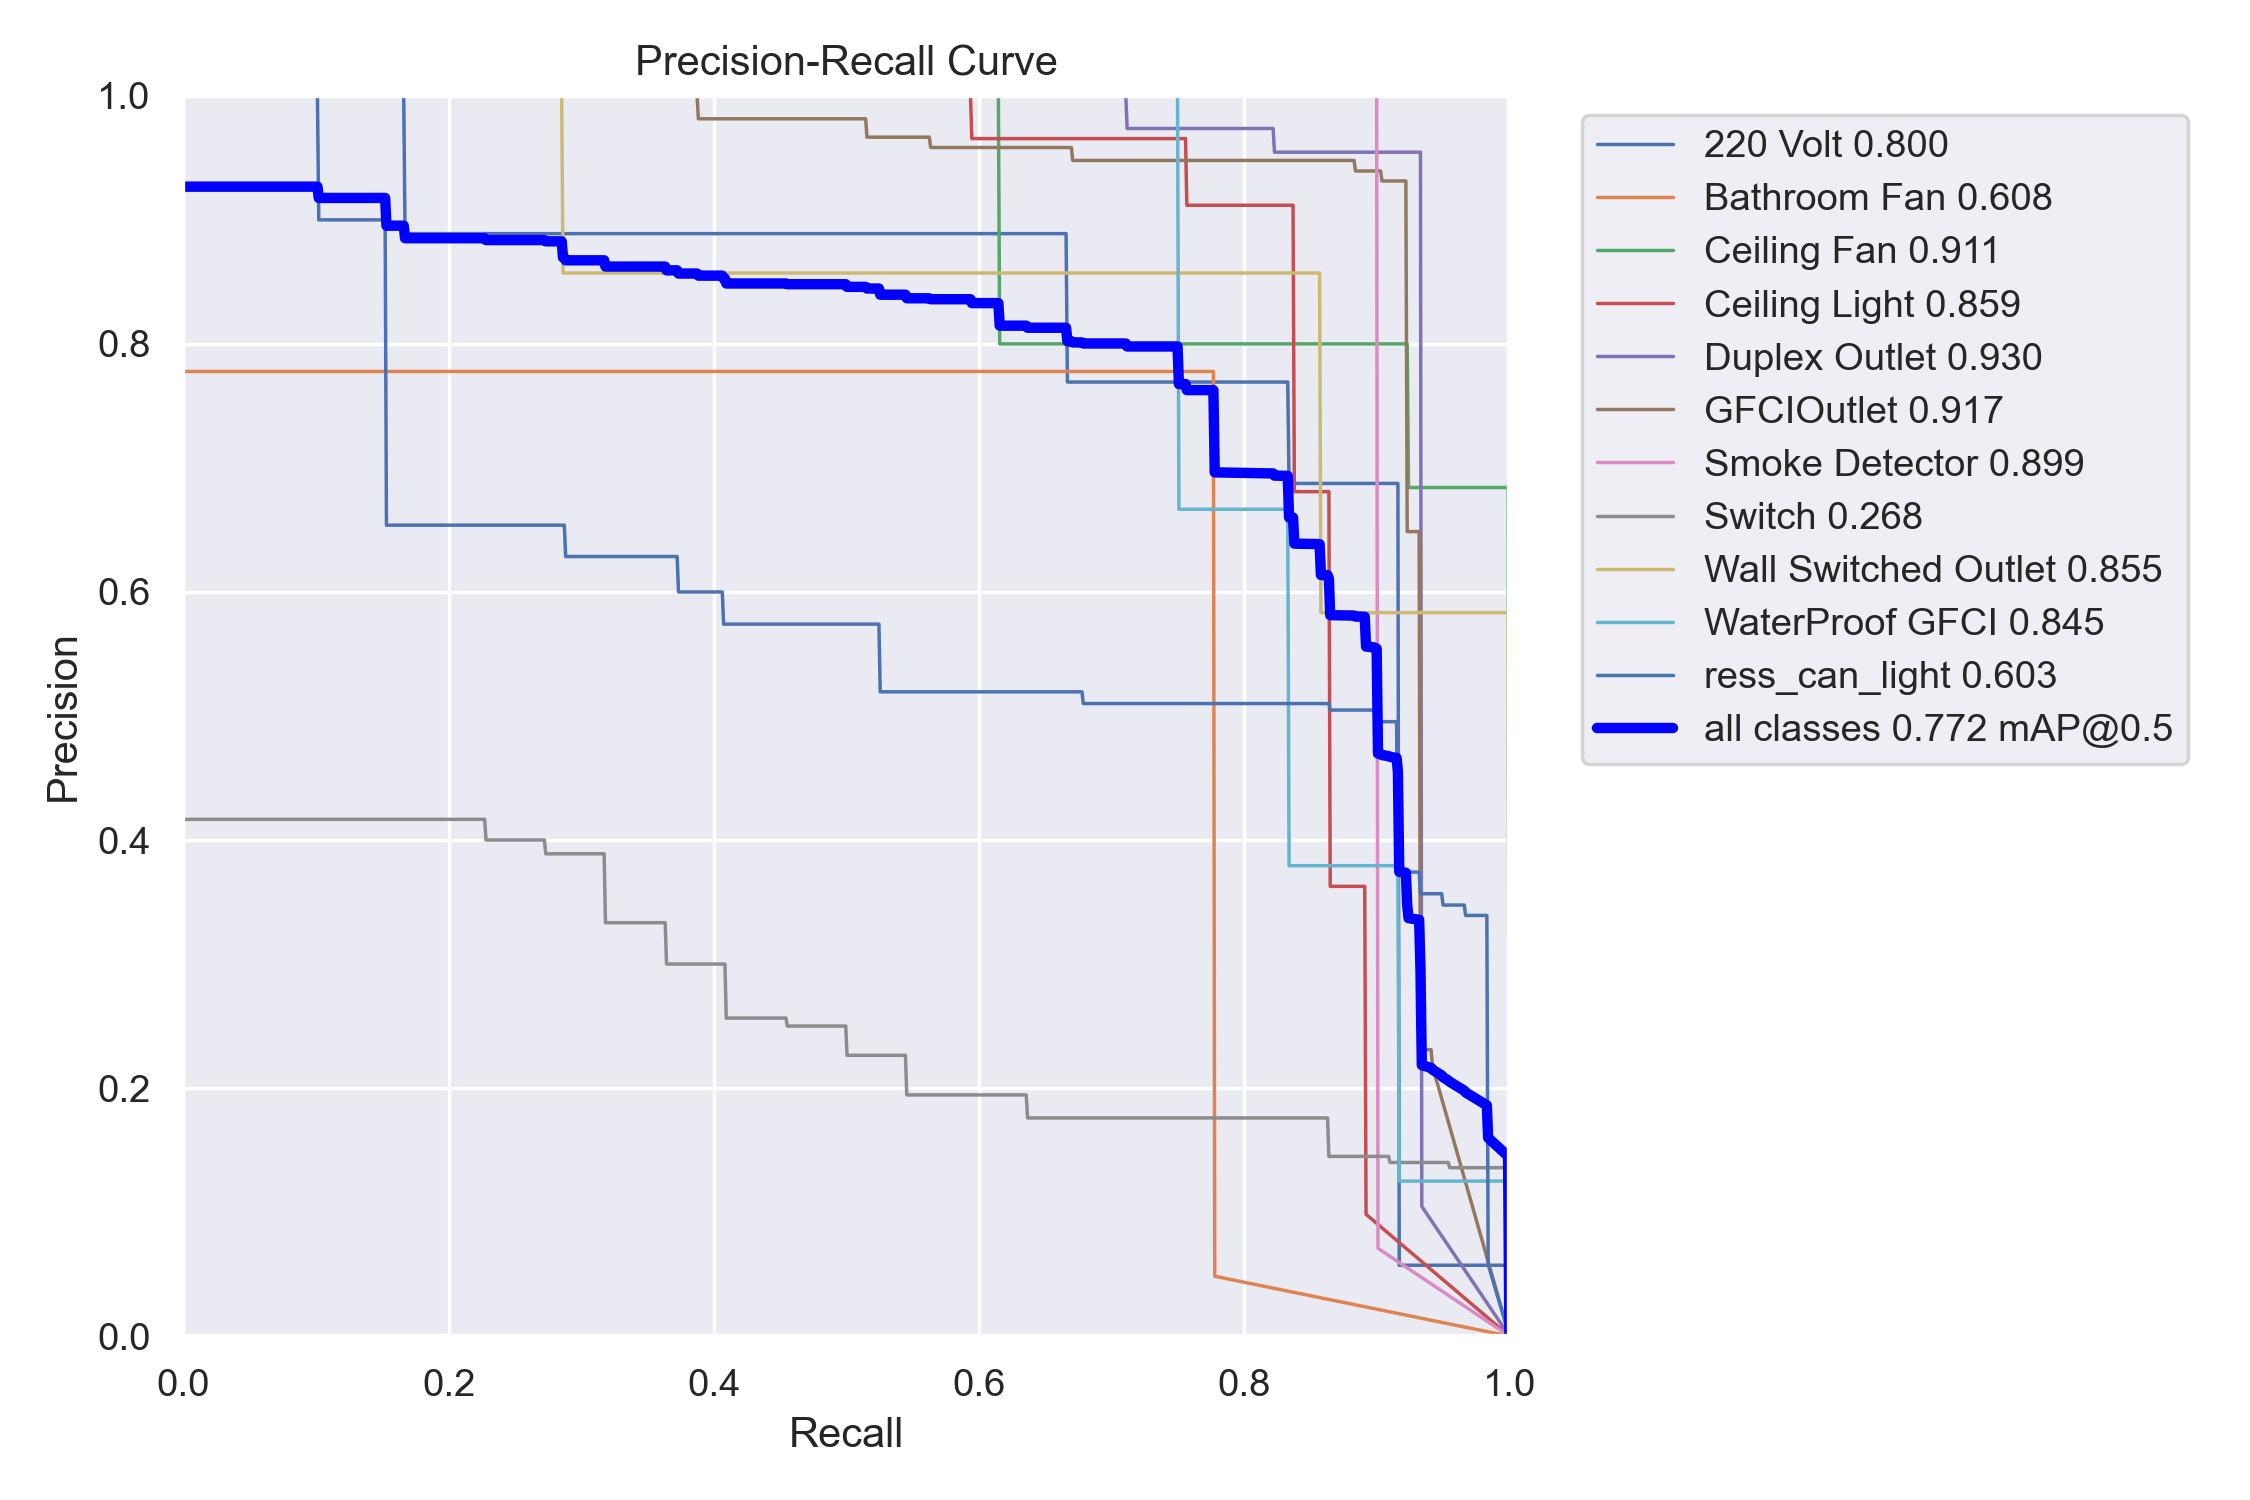 Precision-Recall Curve
1.0
0.8
0.6
0.4
0.2
0.0
Precision
0.0 0.2 0.4 0.6 0.8 1.0
Recall
220 Volt 0.800
Bathroom Fan 0.608
Ceiling Fan 0.911
Ceiling Light 0.859
Duplex Outlet 0.930
GFCIOutlet 0.917
Smoke Detector 0.899
Switch 0.268
Wall Switched Outlet 0.855
WaterProof GFCI 0.845
ress_can_light 0.603
all classes 0.772 mAP@0.5